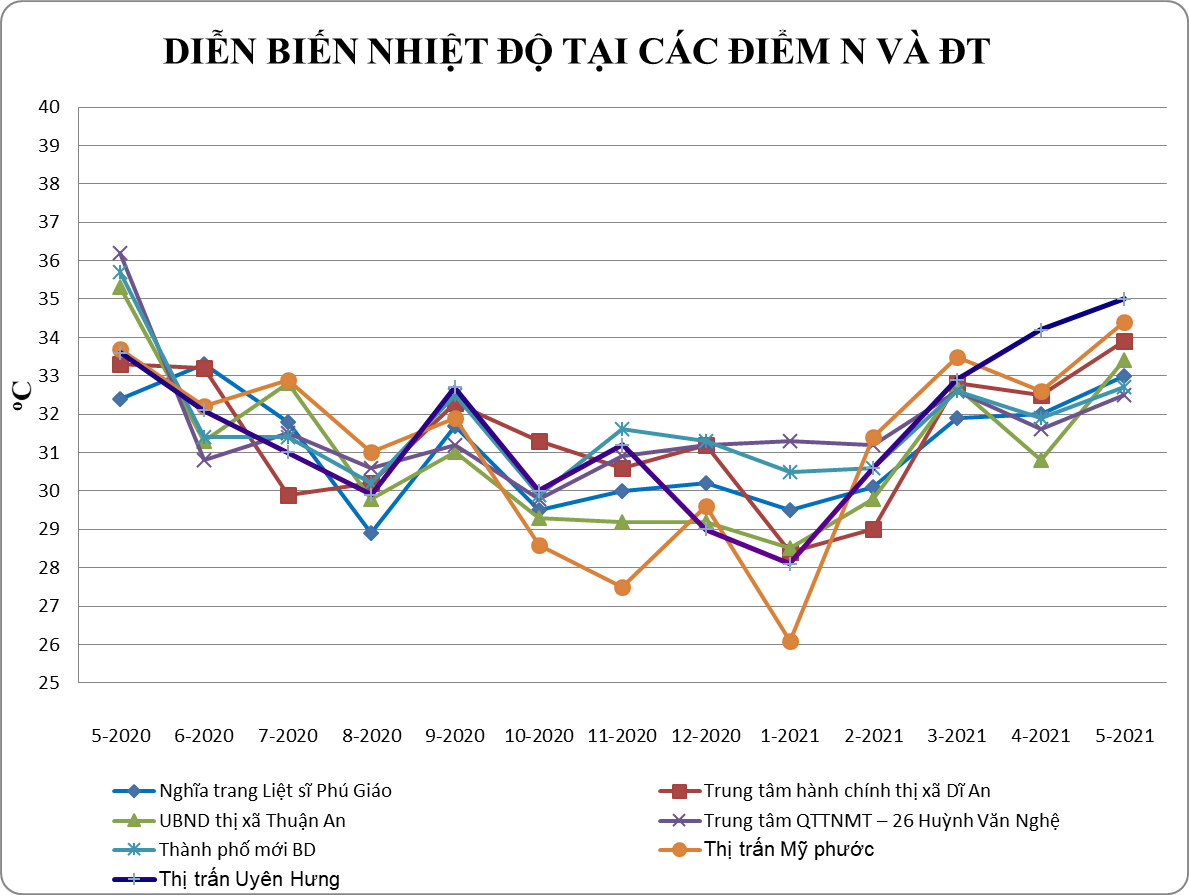 DIỄN BIẾN NHIỆT ĐỘ TẠI CÁC ĐIỂM N VÀ ĐT
40
39
38
37
36
35
34
33
32
31
30
29
28
27
26
25
ºC
5-2020 6-2020 7-2020 8-2020 9-2020 10-2020 11-2020 12-2020 1-2021 2-2021 3-2021 4-2021 5-2021
Nghĩa trang Liệt sĩ Phú Giáo Trung tâm hành chính thị xã Dĩ An
UBND thị xã Thuận An Trung tâm QTTNMT – 26 Huỳnh Văn Nghệ
Thành phố mới BD Thị trấn Mỹ phước
Thị trấn Uyên Hưng